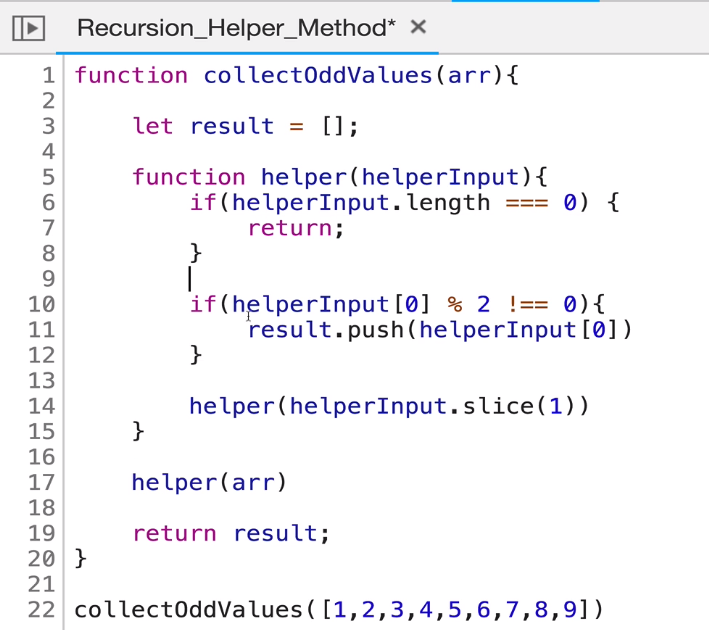 Recursion_Helper_Method* ×
1 function collectOddValues(arr){
2
3     let result = [];
4
5     function helper(helperInput){
6         if(helperInput.length === 0) {
7             return;
8         }
9
10         if(helperInput[0] % 2 !== 0){
11             result.push(helperInput[0])
12         }
13
14         helper(helperInput.slice(1))
15     }
16
17     helper(arr)
18
19     return result;
20 }
21
22 collectOddValues([1,2,3,4,5,6,7,8,9])